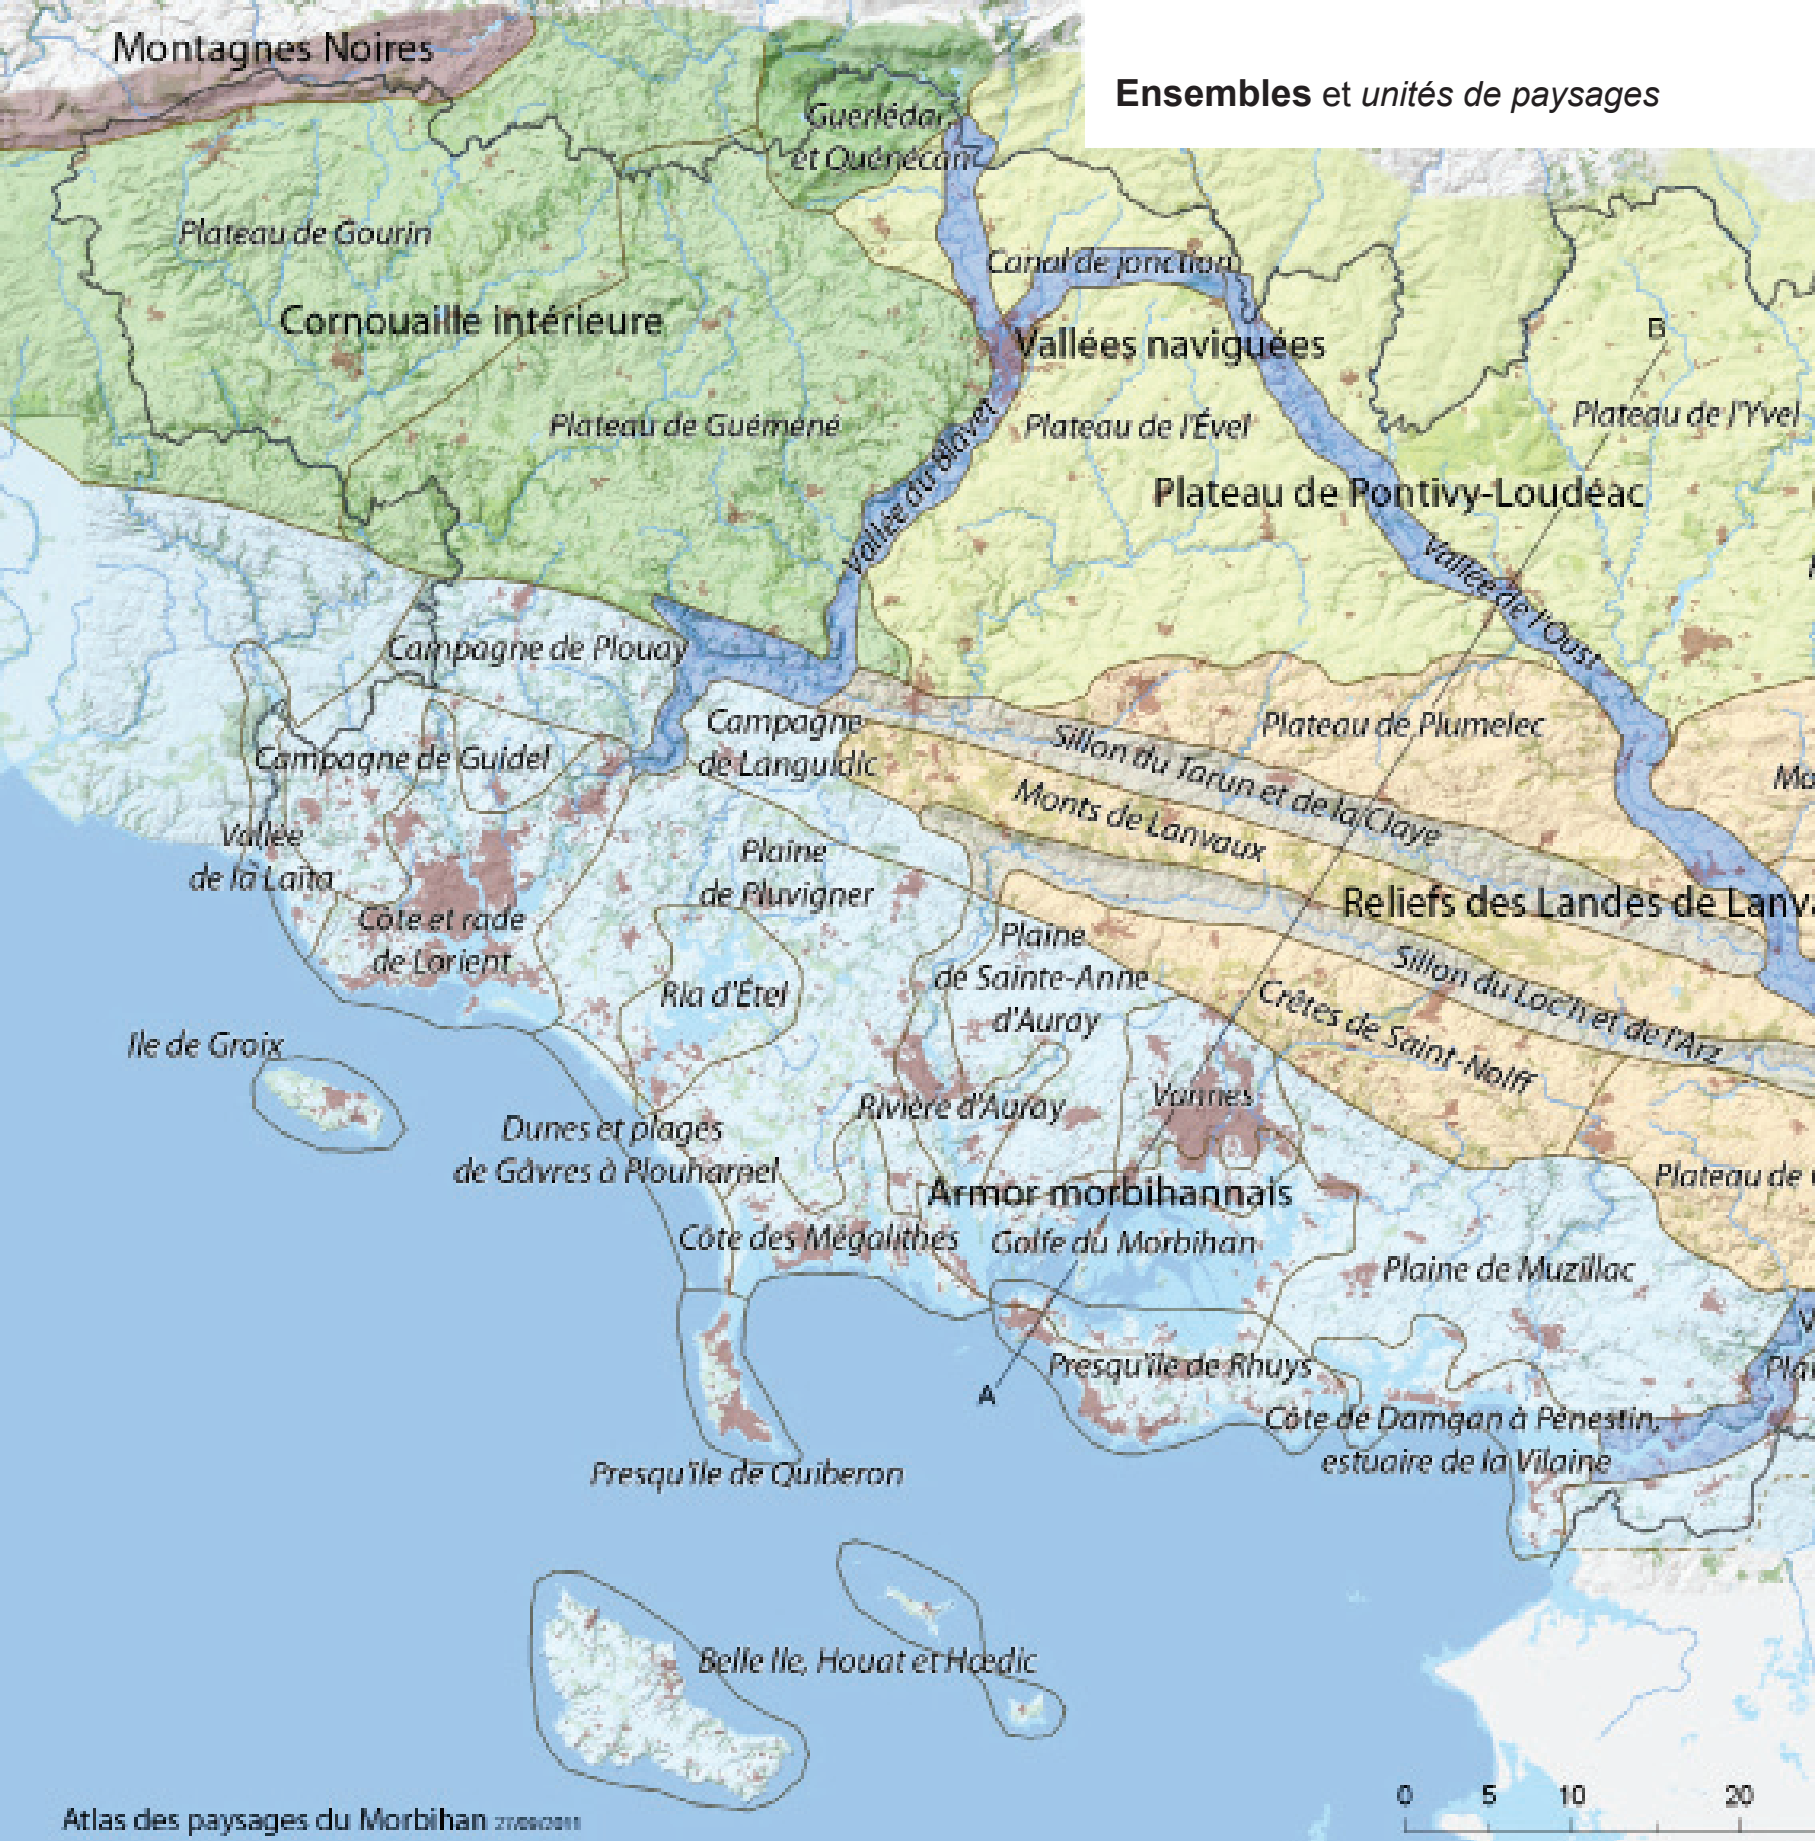 Montagnes Noires
Ensembles et unités de paysages
Guerlédan
et Quénécan
Plateau de Gourin
Canal de jonction
Cornouaille intérieure
Vallées naviguées
B
Plateau de Guémené
Vallée du Blavet
Plateau de l'Ével
Plateau de l'Yvel
Plateau de Pontivy-Loudéac
Vallée de l'Oust
Campagne de Plouay
Campagne
de Languidic
Sillon du Tarun et de la Claye
Plateau de Plumelec
Campagne de Guidel
Monts de Lanvaux
Vallée
de la Laïta
Plaine
de Pluvigner
Reliefs des Landes de Lanva
Côte et rade
de Lorient
Plaine
de Sainte-Anne
d'Auray
Sillon du Loc'h et de l'Arz
Ria d'Étel
Crêtes de Saint-Nolff
Ile de Groix
Vannes
Rivière d'Auray
Dunes et plages
de Gâvres à Plouharnel
Plateau de
Armor morbihannais
Côte des Mégalithes
Golfe du Morbihan
Plaine de Muzillac
Presqu'île de Rhuys
A
Côte de Damgan à Pénestin,
estuaire de la Vilaine
Presqu'île de Quiberon
Belle Ile, Houat et Hœdic
0 5 10 20
Atlas des paysages du Morbihan 27/09/2011